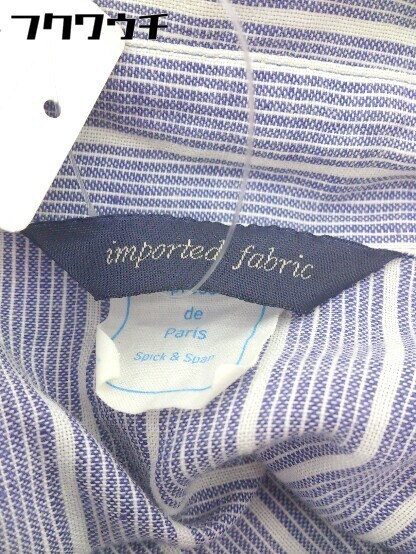 フクワウチ
imported fabric
de
Paris
Spick & Span